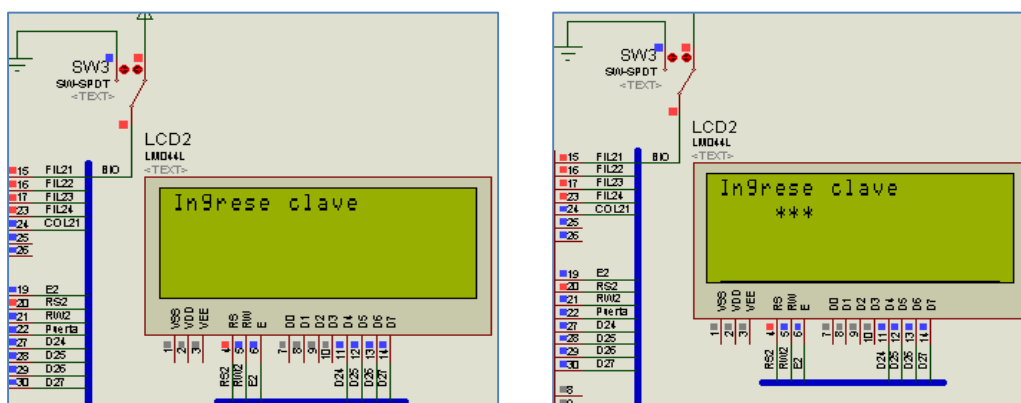 SW3
SW-SPDT
<TEXT>
LCD2
LM044L
<TEXT>
15 FIL21 BIO
16 FIL22
17 FIL23
23 FIL24
24 COL21
25
26
Ingrese clave
19 E2
20 RS2
21 RW2
22 Puerta
27 D24
28 D25
29 D26
30 D27
VSS VDD VEE RS RW E D0 D1 D2 D3 D4 D5 D6 D7
1 2 3 4 5 6 7 8 9 10 11 12 13 14
RS2 RW2 E2 D24 D25 D26 D27
SW3
SW-SPDT
<TEXT>
LCD2
LM044L
<TEXT>
15 FIL21 BIO
16 FIL22
17 FIL23
23 FIL24
24 COL21
25
26
Ingrese clave
***
19 E2
20 RS2
21 RW2
22 Puerta
27 D24
28 D25
29 D26
30 D27
VSS VDD VEE RS RW E D0 D1 D2 D3 D4 D5 D6 D7
1 2 3 4 5 6 7 8 9 10 11 12 13 14
RS2 RW2 E2 D24 D25 D26 D27